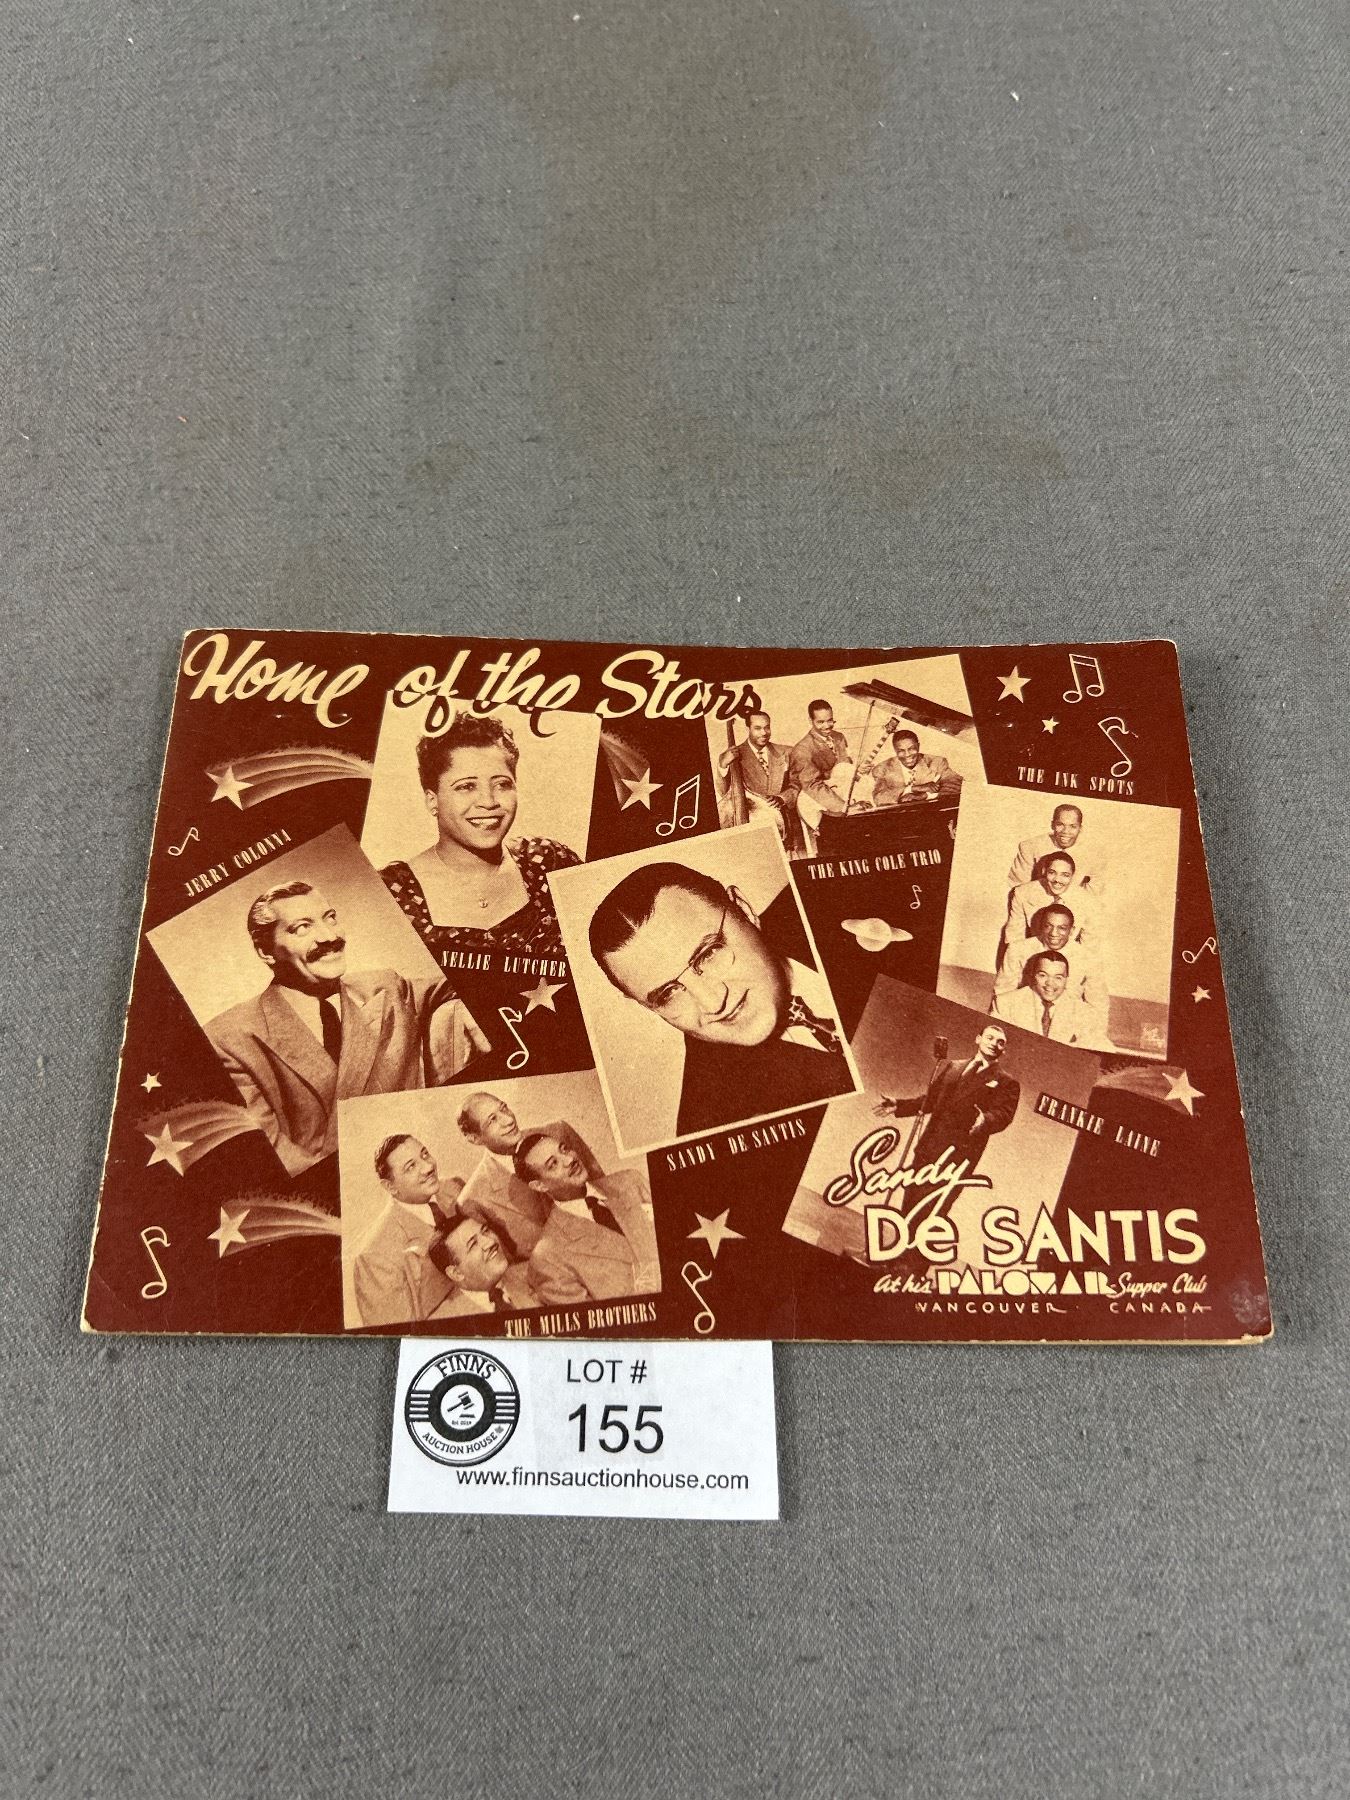 Home of the Stars
THE INK SPOTS
JERRY COLONNA
THE KING COLE TRIO
NELLIE LUTCHER
FRANKIE LAINE
SANDY DE SANTIS
Sandy
De SANTIS
At his PALOMAR Supper Club
VANCOUVER CANADA
THE MILLS BROTHERS
FINNS
AUCTION HOUSE
LOT #
155
www.finnsauctionhouse.com